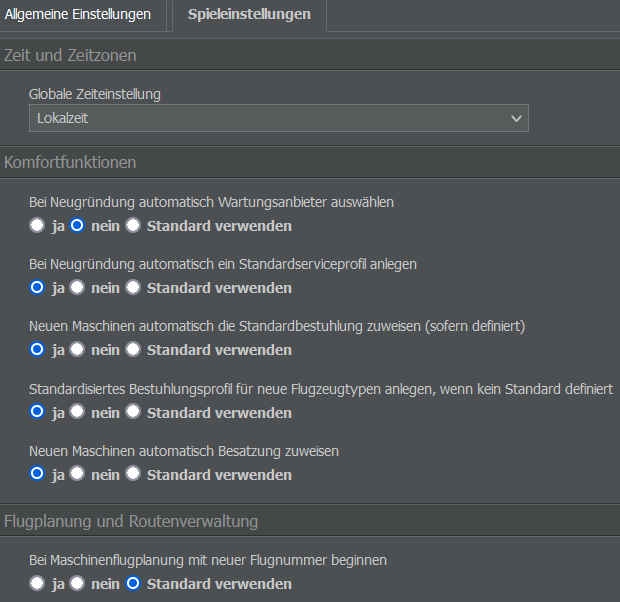 Allgemeine Einstellungen Spieleinstellungen
Zeit und Zeitzonen
Globale Zeiteinstellung
Lokalzeit
Komfortfunktionen
Bei Neugründung automatisch Wartungsanbieter auswählen
ja nein Standard verwenden
Bei Neugründung automatisch ein Standardserviceprofil anlegen
ja nein Standard verwenden
Neuen Maschinen automatisch die Standardbestuhlung zuweisen (sofern definiert)
ja nein Standard verwenden
Standardisiertes Bestuhlungsprofil für neue Flugzeugtypen anlegen, wenn kein Standard definiert
ja nein Standard verwenden
Neuen Maschinen automatisch Besatzung zuweisen
ja nein Standard verwenden
Flugplanung und Routenverwaltung
Bei Maschinenflugplanung mit neuer Flugnummer beginnen
ja nein Standard verwenden